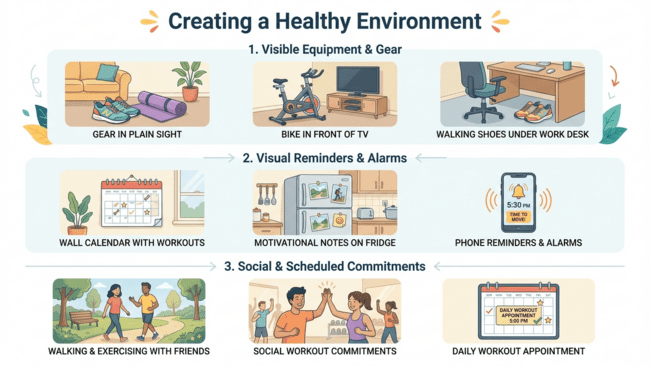 Creating a Healthy Environment
1. Visible Equipment & Gear
GEAR IN PLAIN SIGHT
BIKE IN FRONT OF TV
WALKING SHOES UNDER WORK DESK
2. Visual Reminders & Alarms
5:30 PM
TIME TO
MOVE!
WALL CALENDAR WITH WORKOUTS
MOTIVATIONAL NOTES ON FRIDGE
PHONE REMINDERS & ALARMS
3. Social & Scheduled Commitments
DAILY WORKOUT
APPOINTMENT
5:00 PM
WALKING & EXERCISING WITH FRIENDS
SOCIAL WORKOUT COMMITMENTS
DAILY WORKOUT APPOINTMENT